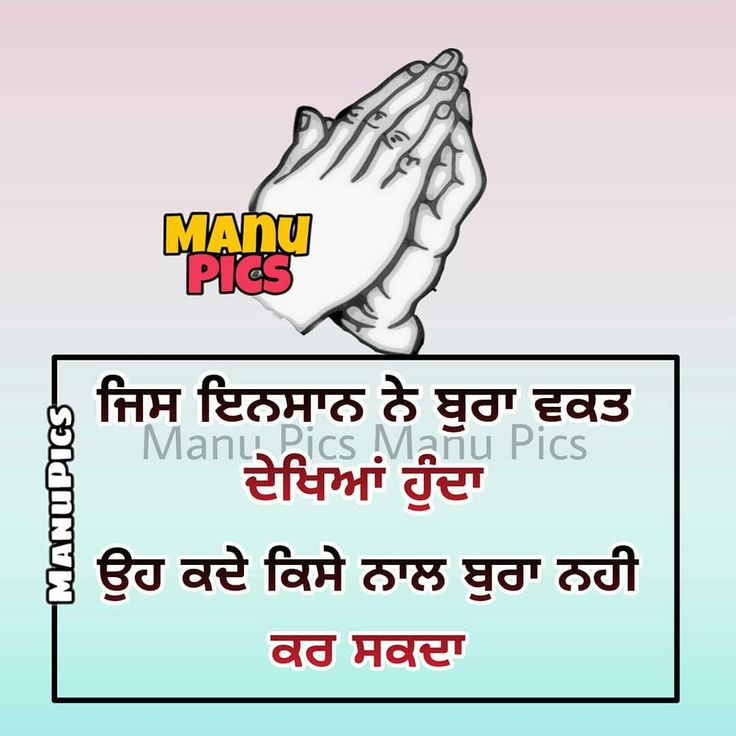 MANU
PICS
ਜਿਸ ਇਨਸਾਨ ਨੇ ਬੁਰਾ ਵਕਤ
Manu Pics Manu Pics
ਦੇਖਿਆਂ ਹੁੰਦਾ
ਉਹ ਕਦੇ ਕਿਸੇ ਨਾਲ ਬੁਰਾ ਨਹੀ
ਕਰ ਸਕਦਾ
MANUPICS